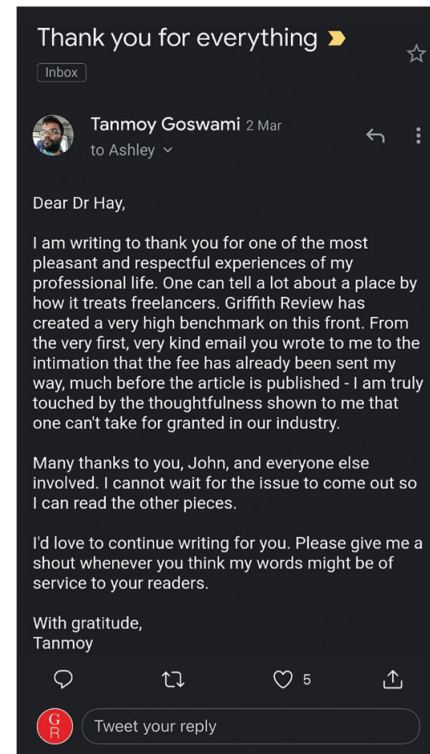 Thank you for everything
Inbox
Tanmoy Goswami 2 Mar
to Ashley
Dear Dr Hay,
I am writing to thank you for one of the most
pleasant and respectful experiences of my
professional life. One can tell a lot about a place by
how it treats freelancers. Griffith Review has
created a very high benchmark on this front. From
the very first, very kind email you wrote to me to the
intimation that the fee has already been sent my
way, much before the article is published - I am truly
touched by the thoughtfulness shown to me that
one can't take for granted in our industry.
Many thanks to you, John, and everyone else
involved. I cannot wait for the issue to come out so
I can read the other pieces.
I'd love to continue writing for you. Please give me a
shout whenever you think my words might be of
service to your readers.
With gratitude,
Tanmoy
5
G
R
Tweet your reply